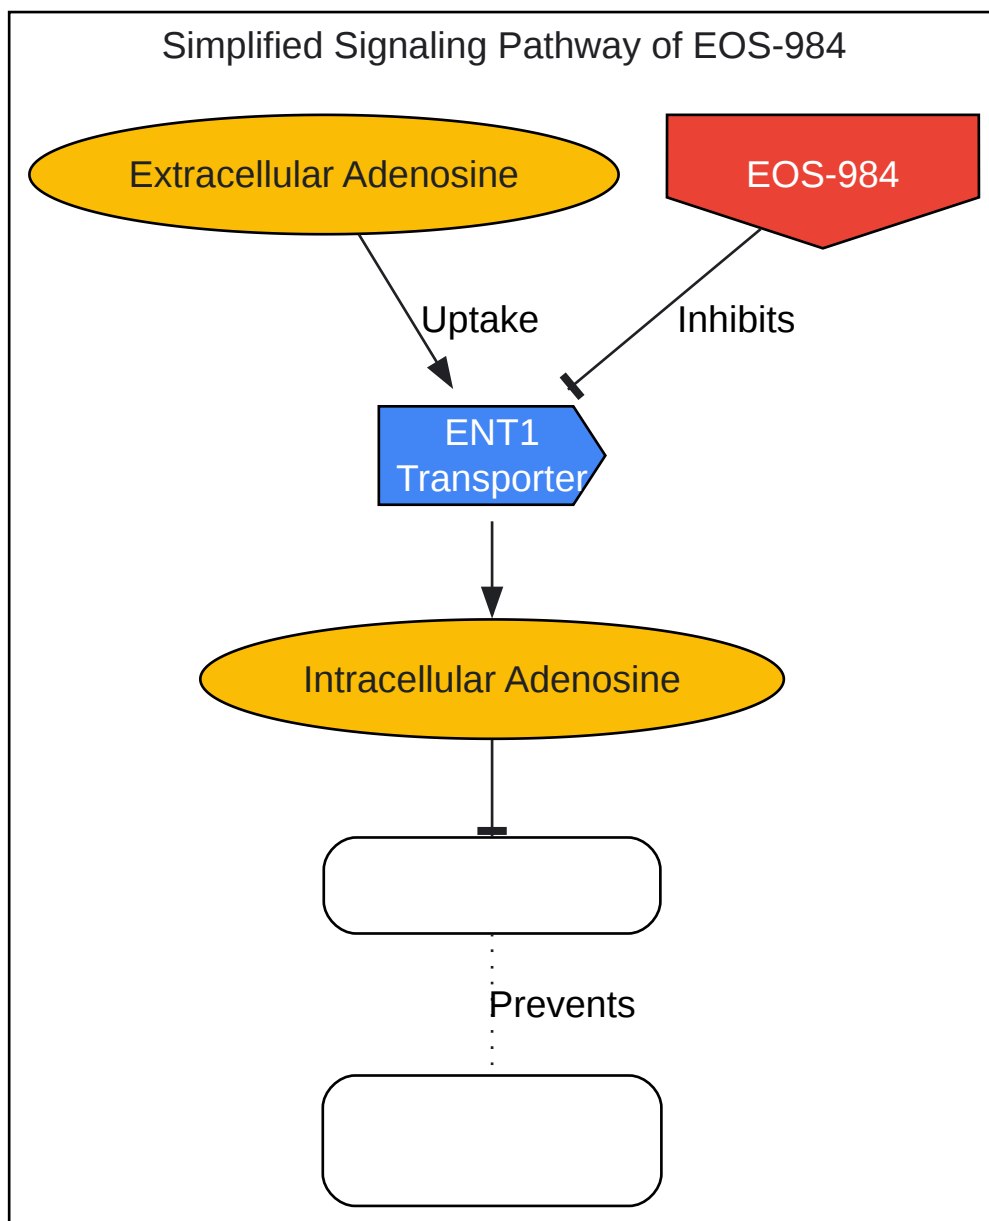 Simplified Signaling Pathway of EOS-984
Extracellular Adenosine
EOS-984
Uptake
Inhibits
ENT1
Transporter
Intracellular Adenosine
Prevents